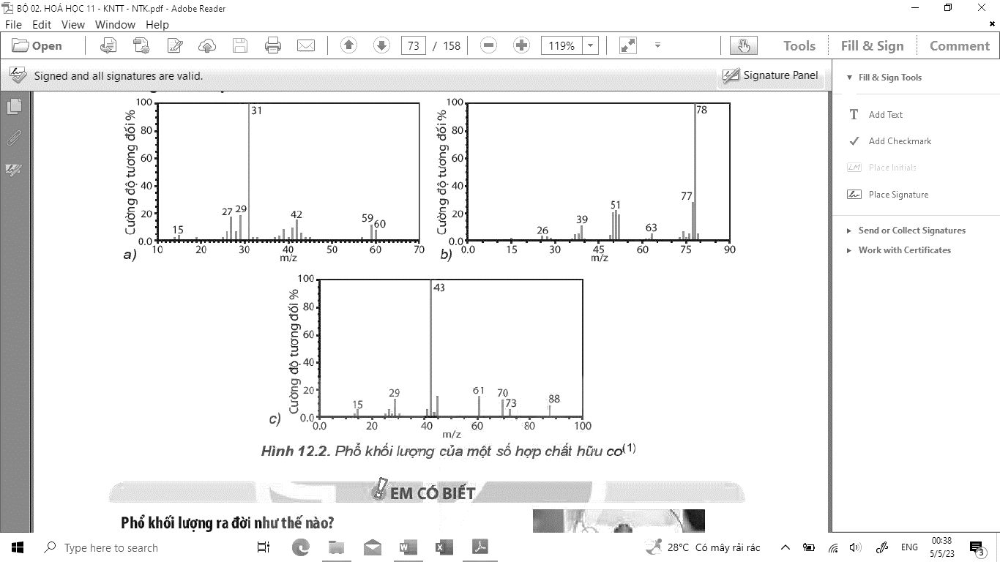 BỘ 02. HOÁ HỌC 11 - KNTT - NTK.pdf - Adobe Reader
File Edit View Window Help
Open 73 / 158 119% Tools Fill & Sign Comment
Signed and all signatures are valid. Signature Panel
Fill & Sign Tools
Add Text
Add Checkmark
Place Initials
Place Signature
Send or Collect Signatures
Work with Certificates
Cường độ tương đối %
100
80
60
40
20
0.0
31
27
29
15
42
59
60
10 20 30 40 50 60 70
m/z
a)
Cường độ tương đối %
100
80
60
40
20
0.0
78
77
51
39
26
63
0.0 15 30 45 60 75 90
m/z
b)
Cường độ tương đối %
100
80
60
40
20
0.0
43
29
15
61
70
73
88
0.0 20 40 60 80 100
m/z
c)
Hình 12.2. Phổ khối lượng của một số hợp chất hữu cơ(1)
EM CÓ BIẾT
Phổ khối lượng ra đời như thế nào?
Type here to search
28°C Có mây rải rác
ENG
00:38
5/5/23
3